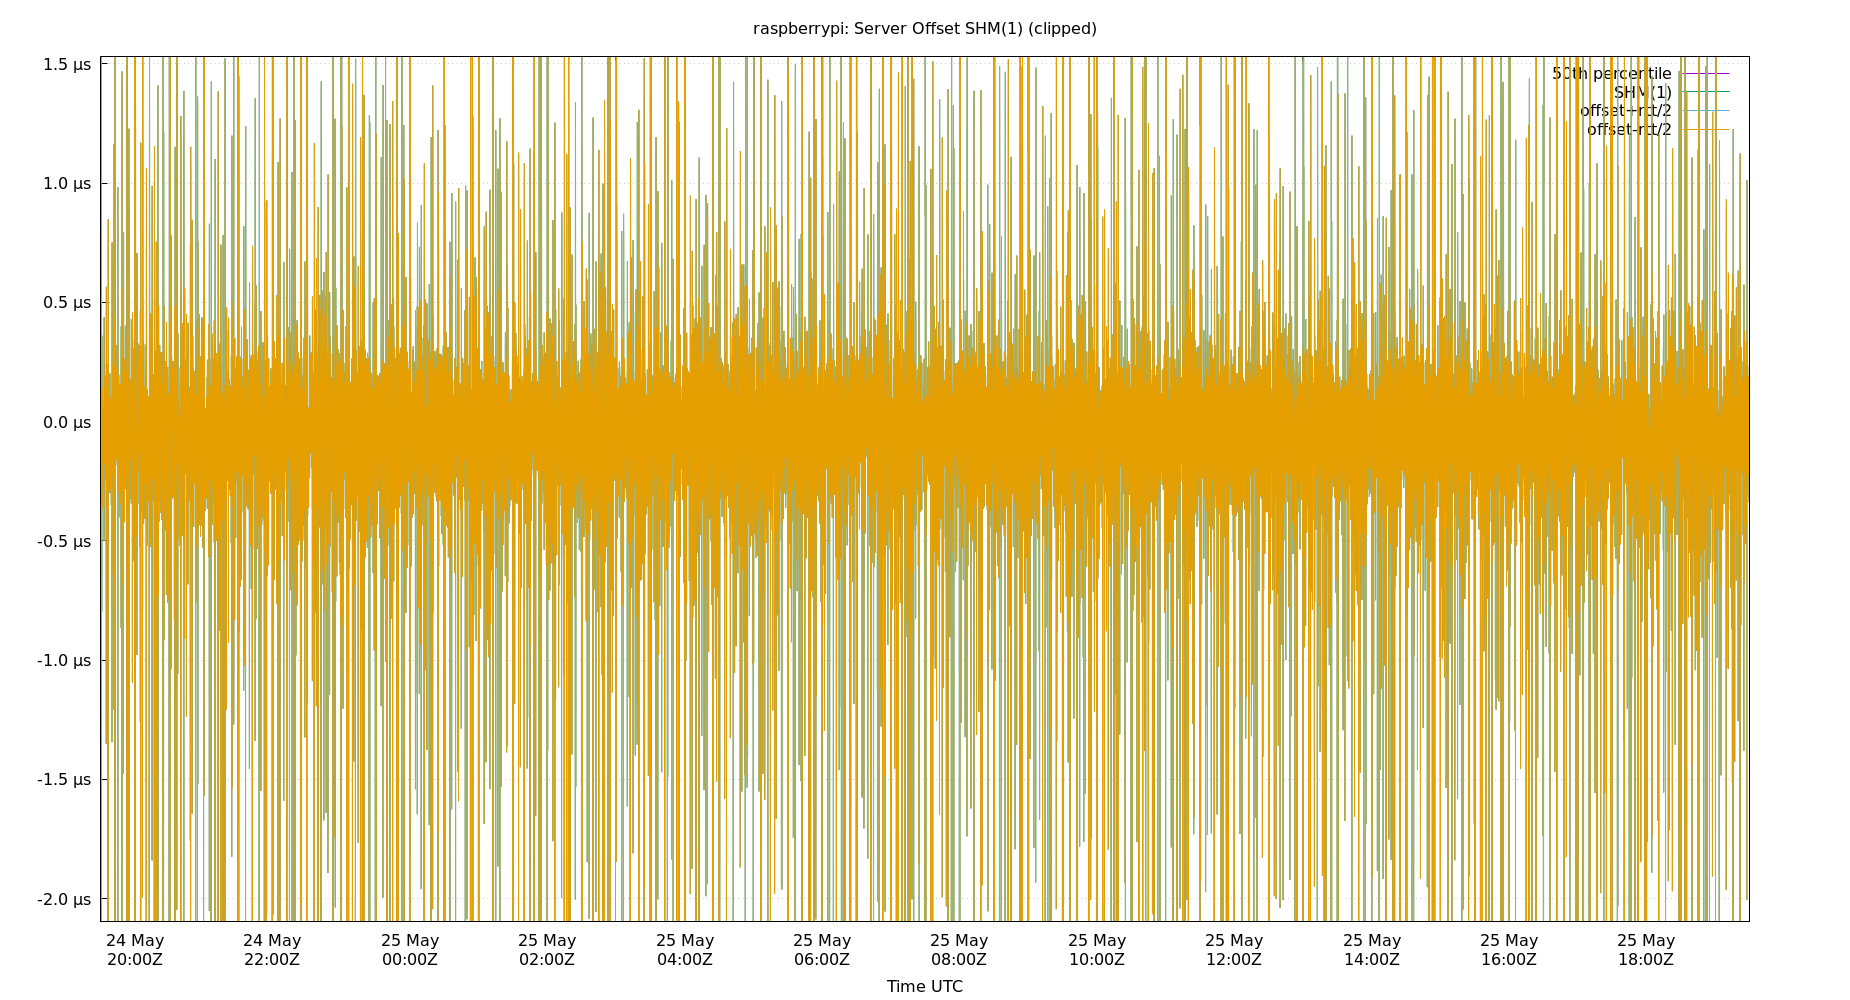 raspberrypi: Server Offset SHM(1) (clipped)
50th percentile
SHM(1)
offset+rtt/2
offset-rtt/2
1.5 µs
1.0 µs
0.5 µs
0.0 µs
-0.5 µs
-1.0 µs
-1.5 µs
-2.0 µs
24 May 24 May 25 May 25 May 25 May 25 May 25 May 25 May 25 May 25 May 25 May 25 May
20:00Z 22:00Z 00:00Z 02:00Z 04:00Z 06:00Z 08:00Z 10:00Z 12:00Z 14:00Z 16:00Z 18:00Z
Time UTC